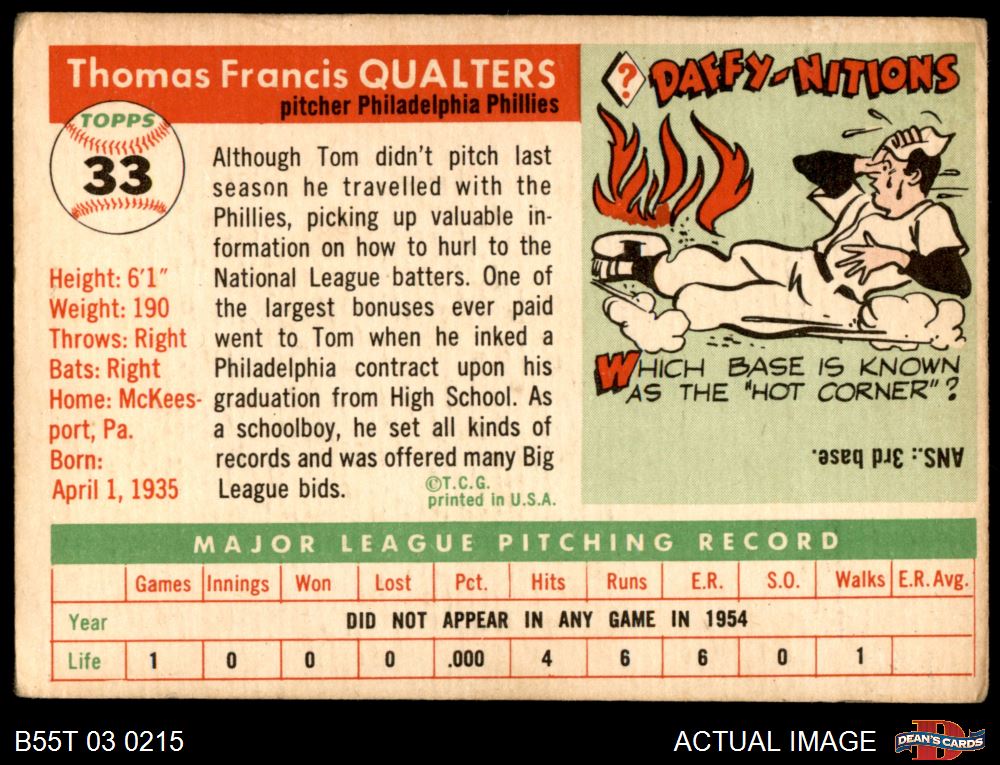 Thomas Francis QUALTERS
pitcher Philadelphia Phillies
TOPPS
33
Height: 6'1"
Weight: 190
Throws: Right
Bats: Right
Home: McKees-
port, Pa.
Born:
April 1, 1935
Although Tom didn't pitch last
season he travelled with the
Phillies, picking up valuable in-
formation on how to hurl to the
National League batters. One of
the largest bonuses ever paid
went to Tom when he inked a
Philadelphia contract upon his
graduation from High School. As
a schoolboy, he set all kinds of
records and was offered many Big
League bids.
©T.C.G.
printed in U.S.A.
?
DAFFY-NITIONS
WHICH BASE IS KNOWN
AS THE "HOT CORNER"?
ANS.: 3rd base.
MAJOR LEAGUE PITCHING RECORD
Games Innings Won Lost Pct. Hits Runs E.R. S.O. Walks E.R. Avg.
Year DID NOT APPEAR IN ANY GAME IN 1954
Life 1 0 0 0 .000 4 6 6 0 1
B55T 03 0215
ACTUAL IMAGE
DEAN'S CARDS